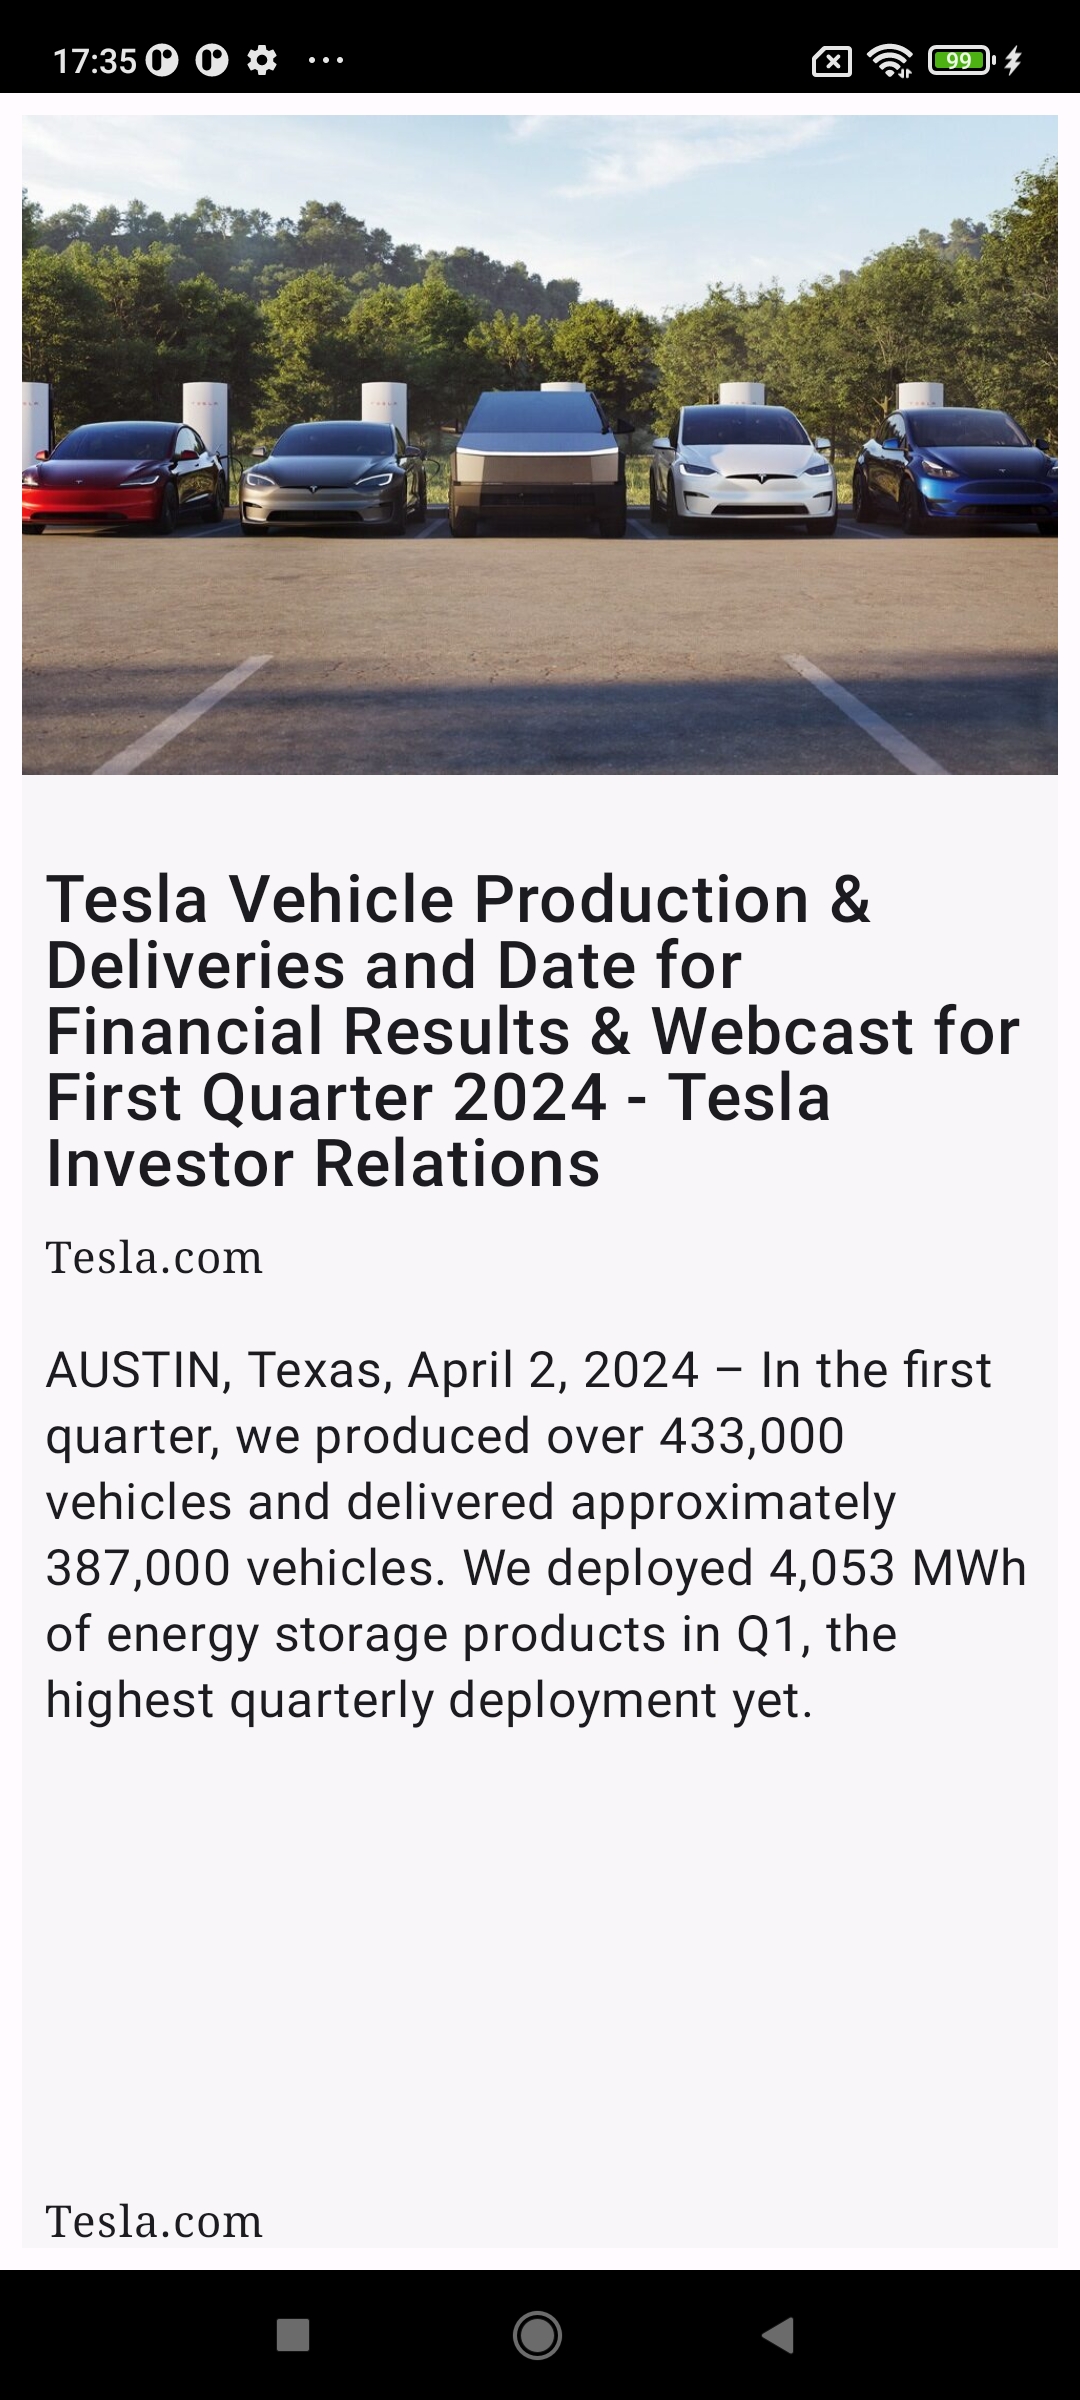 17:35
99
Tesla Vehicle Production &
Deliveries and Date for
Financial Results & Webcast for
First Quarter 2024 - Tesla
Investor Relations
Tesla.com
AUSTIN, Texas, April 2, 2024 – In the first
quarter, we produced over 433,000
vehicles and delivered approximately
387,000 vehicles. We deployed 4,053 MWh
of energy storage products in Q1, the
highest quarterly deployment yet.
Tesla.com